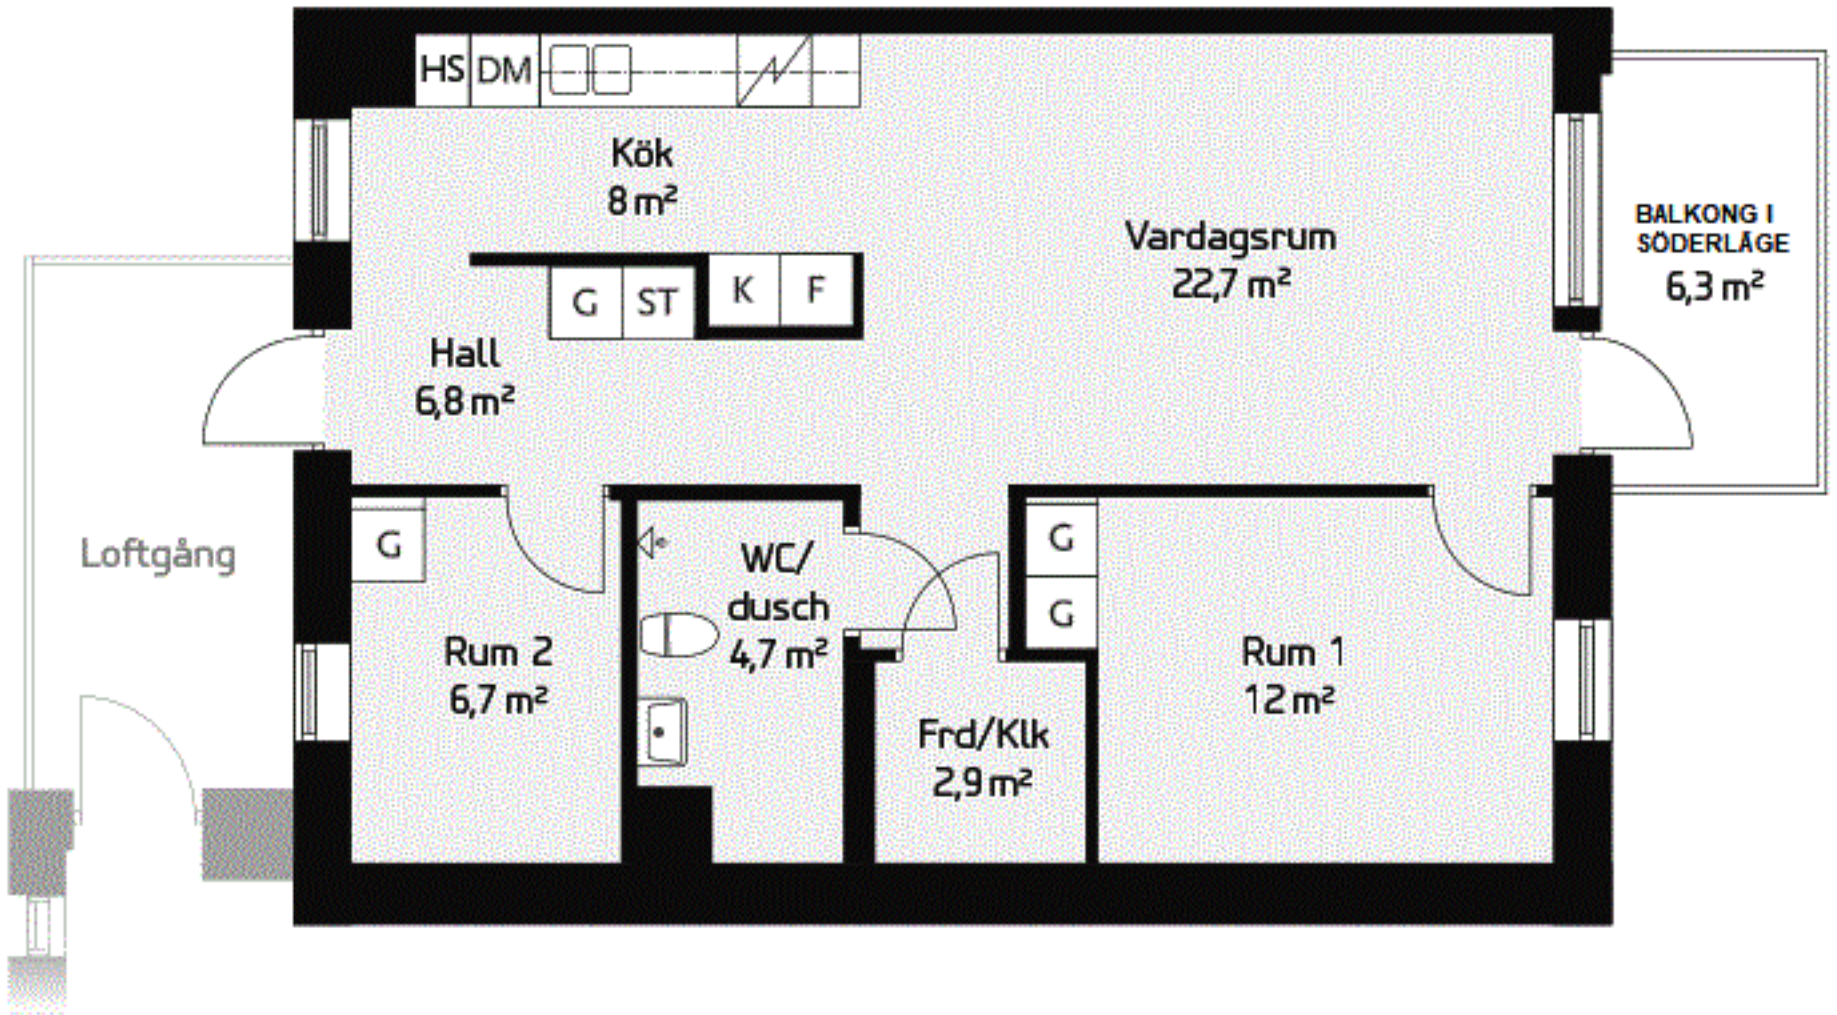 HS
DM
Kök
8 m²
Vardagsrum
22,7 m²
BALKONG I
SÖDERLÄGE
6,3 m²
G
ST
K
F
Hall
6,8 m²
Loftgång
G
Rum 2
6,7 m²
WC/
dusch
4,7 m²
G
G
Frd/Klk
2,9 m²
Rum 1
12 m²